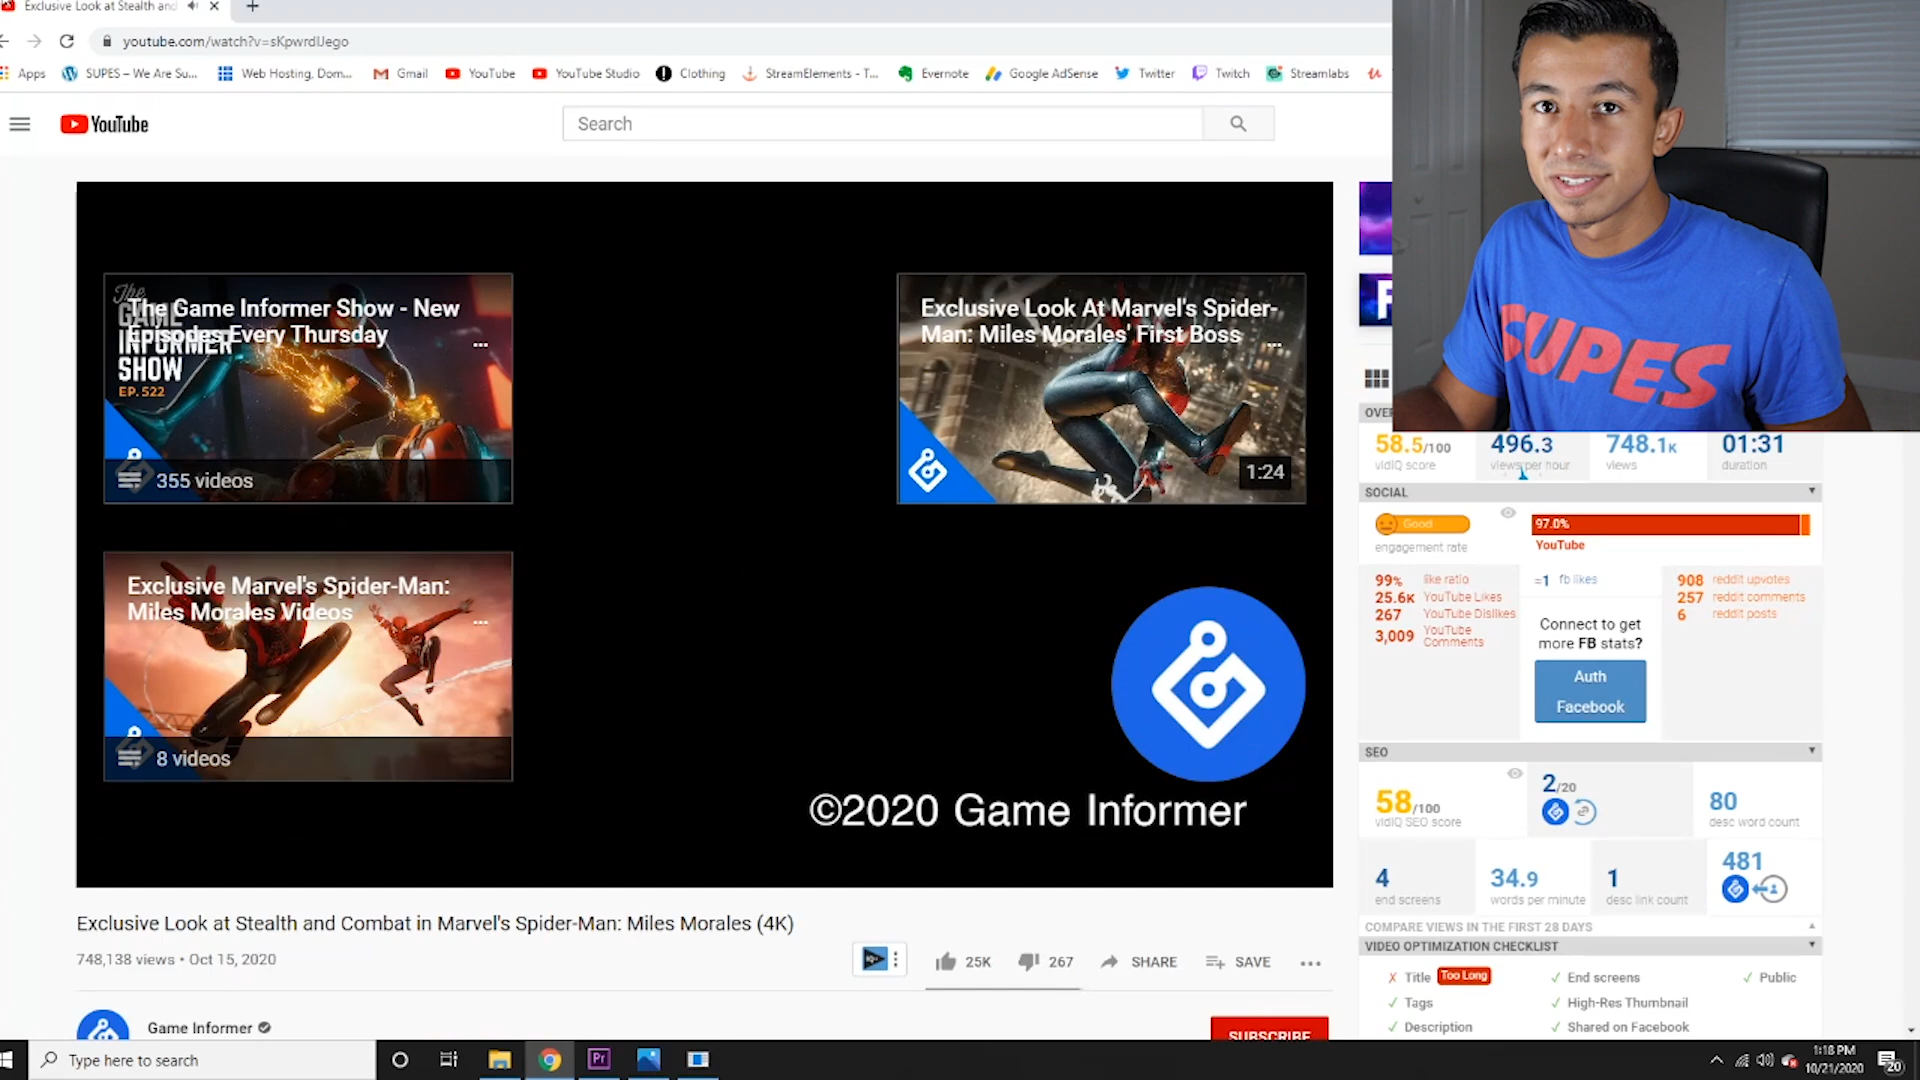 Exclusive Look at Stealth and
youtube.com/watch?v=sKpwrdlJego
Apps
SUPES – We Are Su...
Web Hosting, Dom...
Gmail
YouTube
YouTube Studio
Clothing
StreamElements - T...
Evernote
Google AdSense
Twitter
Twitch
Streamlabs
YouTube
Search
SUPES
The Game Informer Show - New
Episodes Every Thursday
The
GAME
INFORMER
SHOW
EP. 522
355 videos
Exclusive Look At Marvel's Spider-
Man: Miles Morales' First Boss
1:24
Exclusive Marvel's Spider-Man:
Miles Morales Videos
8 videos
©2020 Game Informer
Exclusive Look at Stealth and Combat in Marvel's Spider-Man: Miles Morales (4K)
748,138 views • Oct 15, 2020
25K
267
SHARE
SAVE
Game Informer
SUBSCRIBE
58.5/100
vidIQ score
496.3
views per hour
748.1K
views
01:31
duration
SOCIAL
Good
engagement rate
97.0%
YouTube
99% like ratio
25.6K YouTube Likes
267 YouTube Dislikes
3,009 YouTube
Comments
=1 fb likes
Connect to get
more FB stats?
Auth
Facebook
908 reddit upvotes
257 reddit comments
6 reddit posts
SEO
58/100
vidIQ SEO score
2/20
80
desc word count
4
end screens
34.9
words per minute
1
desc link count
481
COMPARE VIEWS IN THE FIRST 28 DAYS
VIDEO OPTIMIZATION CHECKLIST
Title Too Long
End screens
Public
Tags
High-Res Thumbnail
Description
Shared on Facebook
Type here to search
Pr
1:18 PM
10/21/2020
20